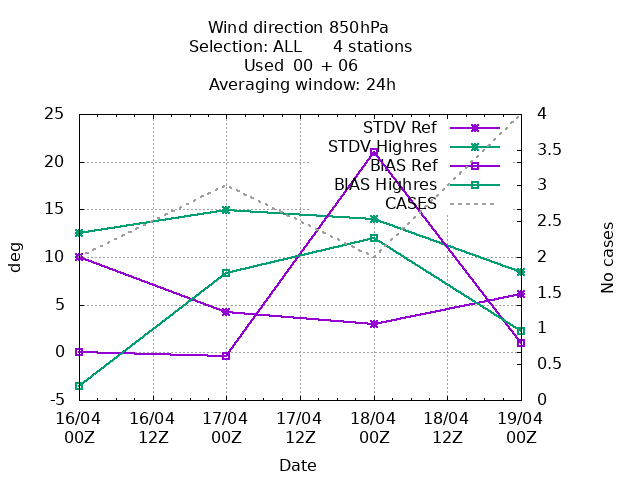 Wind direction 850hPa
Selection: ALL 4 stations
Used 00 + 06
Averaging window: 24h
25
20
15
10
5
0
-5
deg
STDV Ref
STDV Highres
BIAS Ref
BIAS Highres
CASES
4
3.5
3
2.5
2
1.5
1
0.5
0
No cases
16/04 16/04 17/04 17/04 18/04 18/04 19/04
00Z 12Z 00Z 12Z 00Z 12Z 00Z
Date